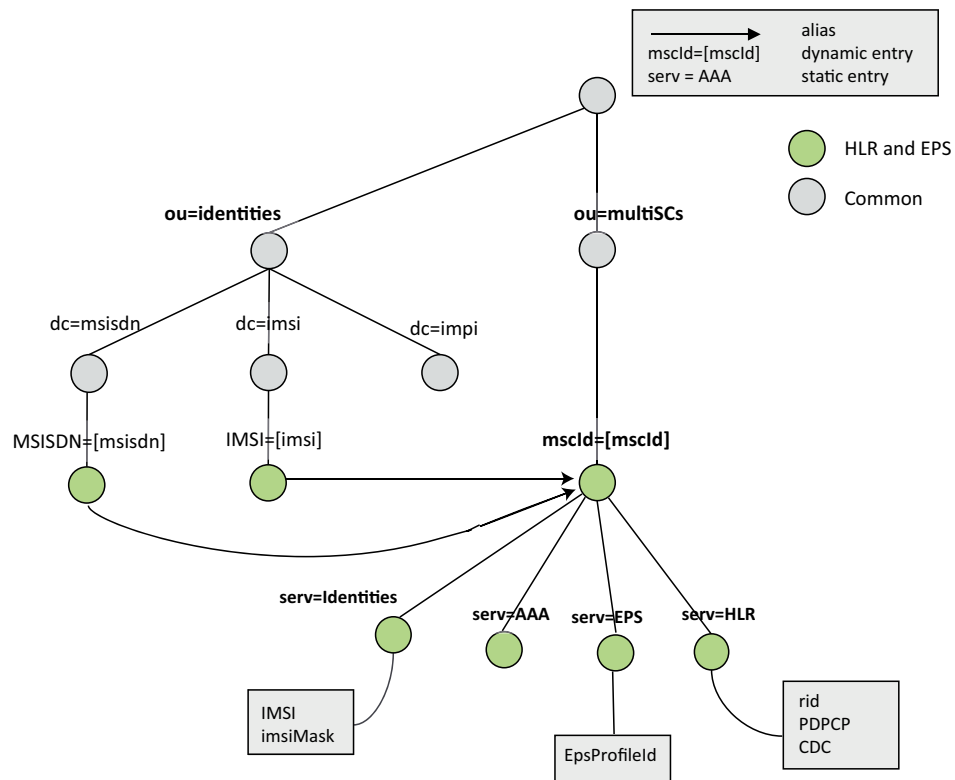 alias
mscId=[mscId] dynamic entry
serv = AAA static entry
HLR and EPS
Common
ou=identities
ou=multiSCs
dc=msisdn
dc=imsi
dc=impi
MSISDN=[msisdn]
IMSI=[imsi]
mscId=[mscId]
serv=Identities
serv=AAA
serv=EPS
serv=HLR
IMSI
imsiMask
EpsProfileId
rid
PDPCP
CDC